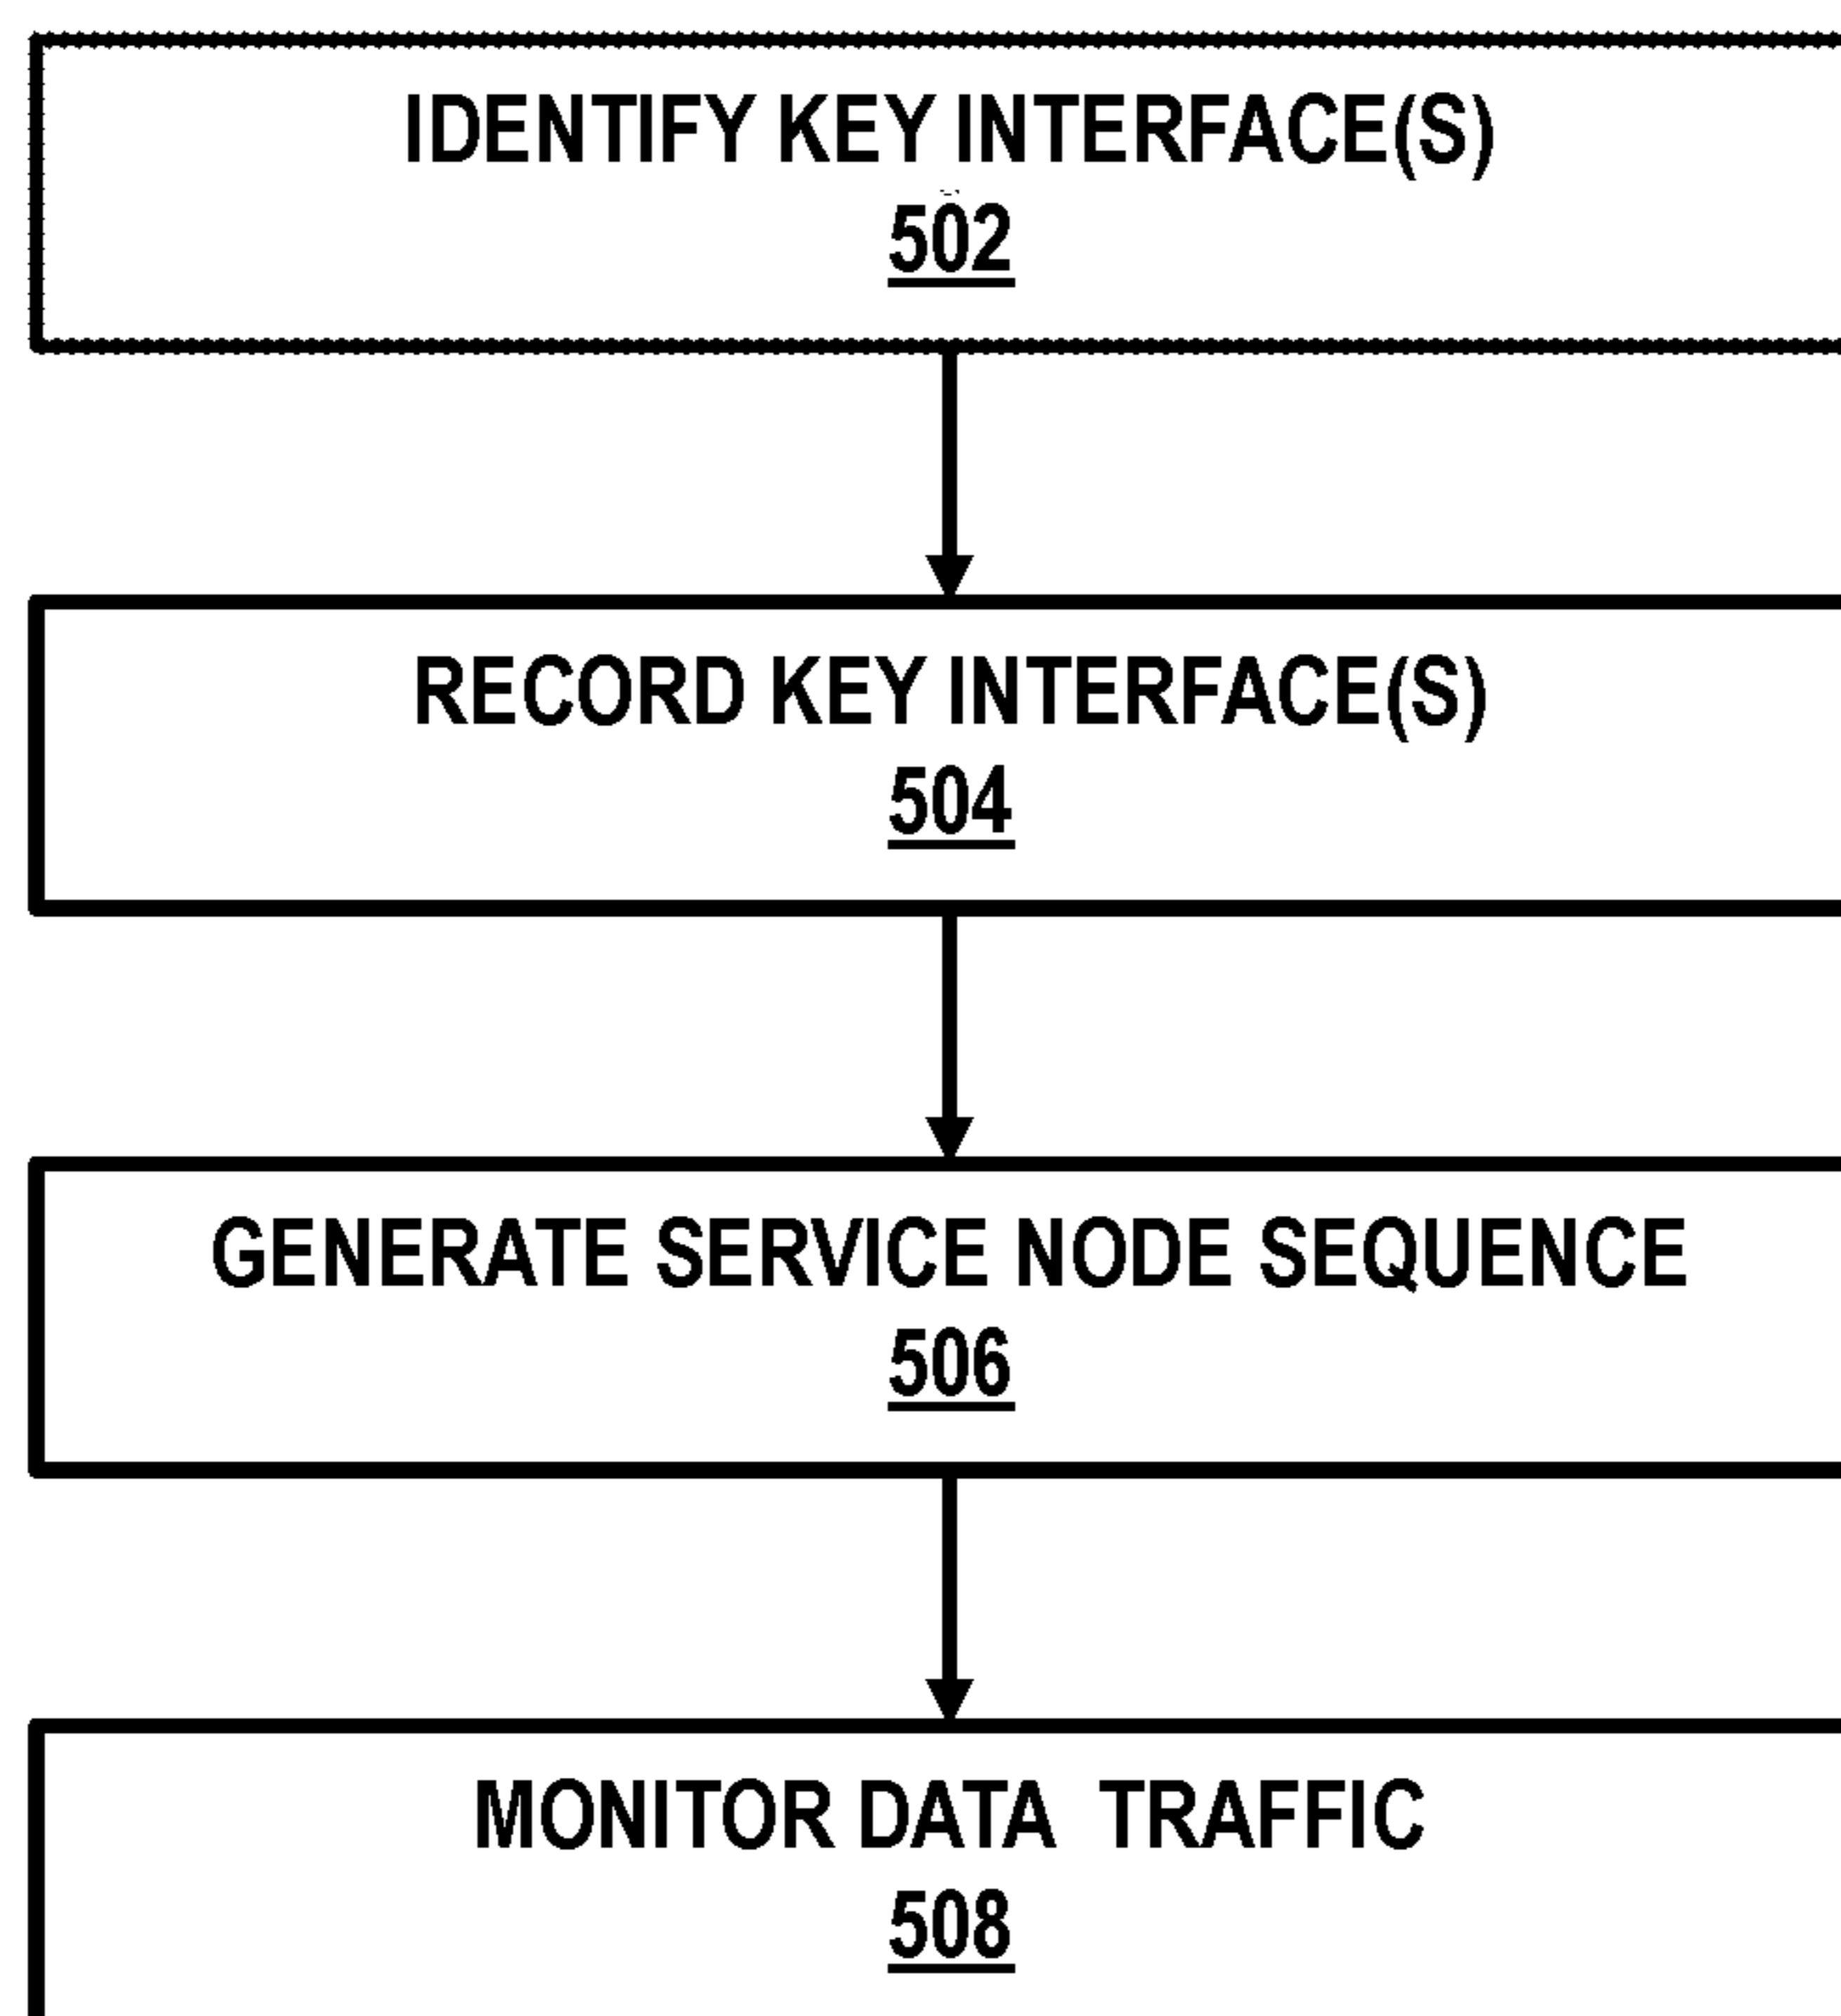 IDENTIFY KEY INTERFACE(S)
502
RECORD KEY INTERFACE(S)
504
GENERATE SERVICE NODE SEQUENCE
506
MONITOR DATA TRAFFIC
508